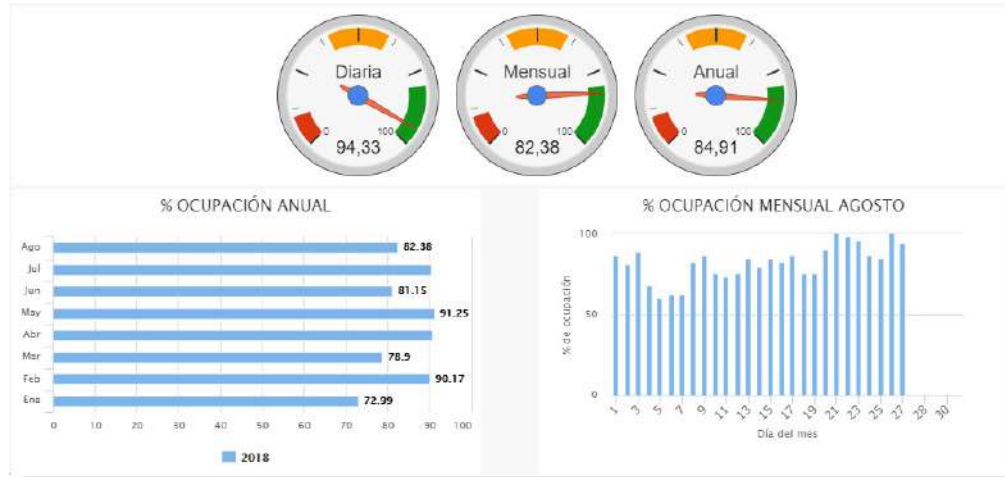 Diaria
0
100
94,33
Mensual
0
100
82,38
Anual
0
100
84,91
% OCUPACIÓN ANUAL
Ago 82.38
Jul
Jun 81.15
May 91.25
Abr
Mar 78.9
Feb 90.17
Ene 72.99
0 10 20 30 40 50 60 70 80 90 100
2018
% OCUPACIÓN MENSUAL AGOSTO
% de ocupación
100
50
0
1 3 5 7 9 11 13 15 17 19 21 23 25 27 28 30
Día del mes